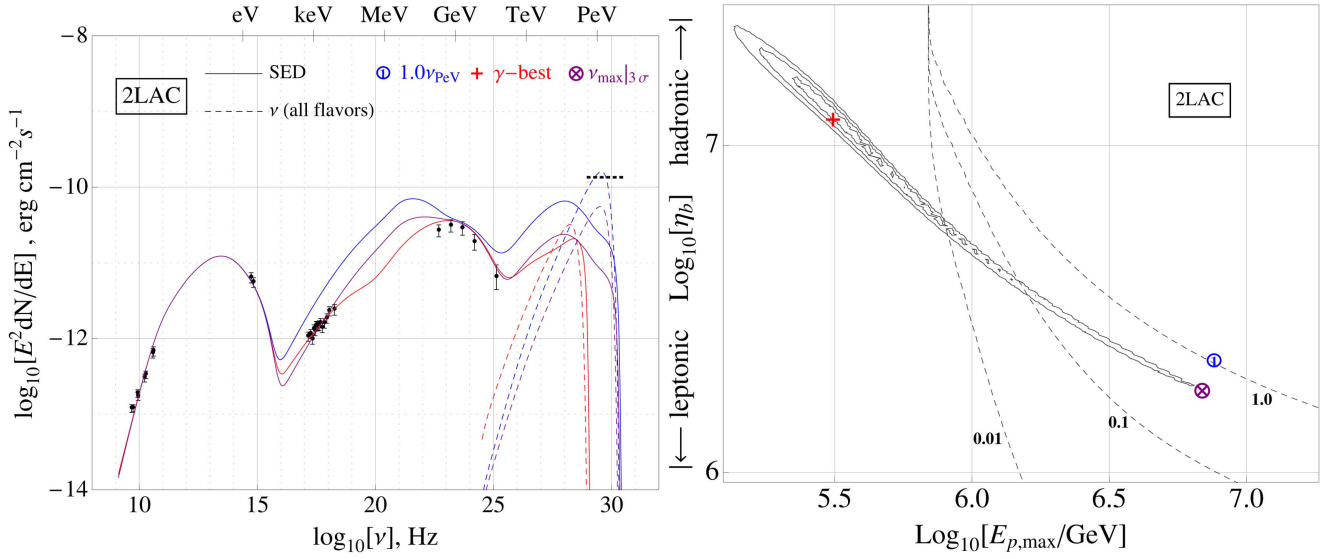 eV keV MeV GeV TeV PeV
−8
−10
−12
−14
log₁₀[E²dN/dE] , erg cm⁻²s⁻¹
2LAC
SED
ν (all flavors)
1.0ν_PeV
γ−best
ν_max|3σ
10 15 20 25 30
log₁₀[ν], Hz
|←— leptonic Log₁₀[η_b] hadronic —→|
7
6
2LAC
0.01
0.1
1.0
5.5 6.0 6.5 7.0
Log₁₀[E_p,max/GeV]